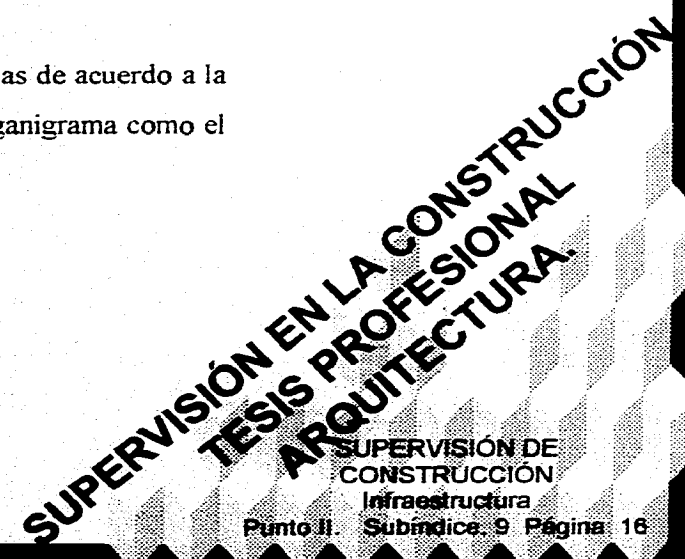 as de acuerdo a la
ganigrama como el
SUPERVISIÓN EN LA CONSTRUCCIÓN
TESIS PROFESIONAL
ARQUITECTURA.
SUPERVISIÓN DE
CONSTRUCCIÓN
Infraestructura
Punto II. Subíndice. 9 Página 16